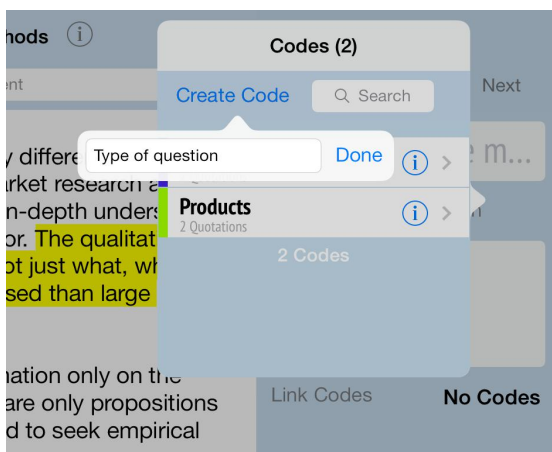 hods
Codes (2)
Create Code
Search
Next
Type of question
Done
Products
2 Quotations
2 Codes
y differe
rket research a
n-depth unders
or. The qualitat
ot just what, wh
sed than large
nation only on the
are only propositions
d to seek empirical
m...
Link Codes
No Codes